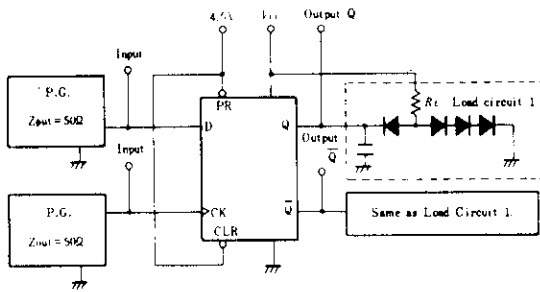 4.5V
Output Q
Input
P.G.
Zout = 50Ω
PR
D
Q
RL
Load circuit 1
Output
Q̅
Input
P.G.
Zout = 50Ω
CK
Q̅
CLR
Same as Load Circuit 1.